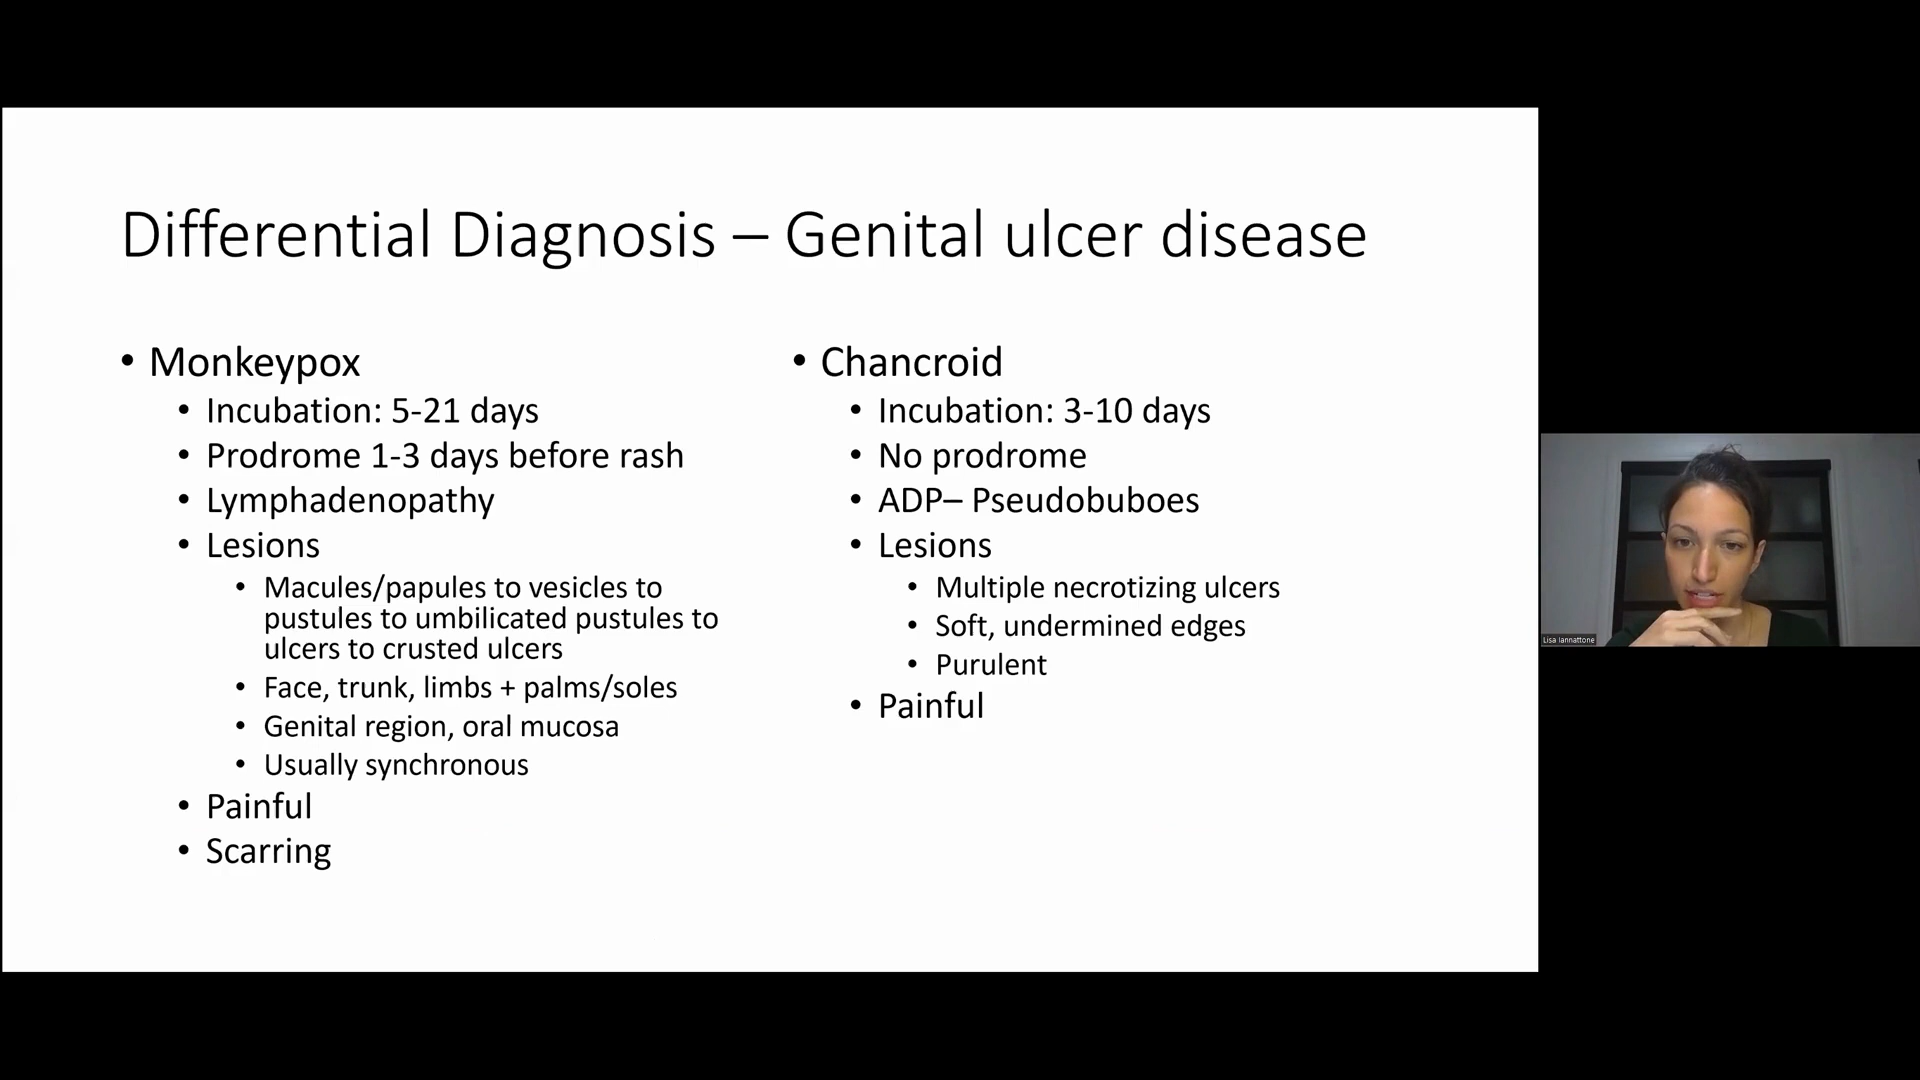 Differential Diagnosis – Genital ulcer disease
• Monkeypox
• Incubation: 5-21 days
• Prodrome 1-3 days before rash
• Lymphadenopathy
• Lesions
• Macules/papules to vesicles to
pustules to umbilicated pustules to
ulcers to crusted ulcers
• Face, trunk, limbs + palms/soles
• Genital region, oral mucosa
• Usually synchronous
• Painful
• Scarring
• Chancroid
• Incubation: 3-10 days
• No prodrome
• ADP– Pseudobuboes
• Lesions
• Multiple necrotizing ulcers
• Soft, undermined edges
• Purulent
• Painful
Lisa Iannattone